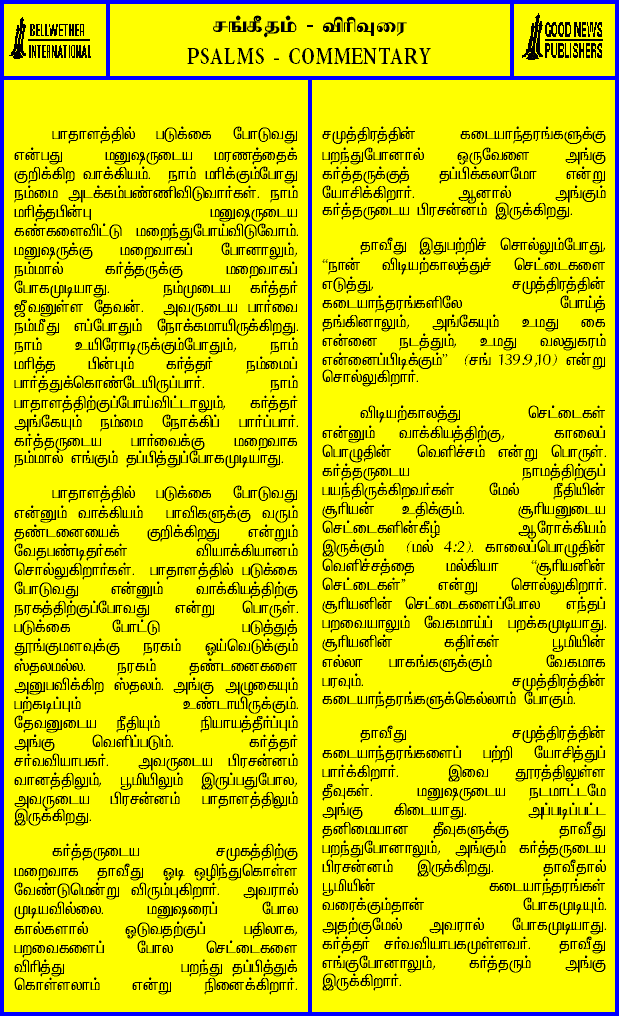 BELLWETHER
INTERNATIONAL
சங்கீதம் - விரிவுரை
PSALMS - COMMENTARY
GOOD NEWS
PUBLISHERS
பாதாளத்தில் படுக்கை போடுவது
என்பது மனுஷருடைய மரணத்தைக்
குறிக்கிற வாக்கியம். நாம் மரிக்கும்போது
நம்மை அடக்கம்பண்ணிவிடுவார்கள். நாம்
மரித்தபின்பு மனுஷருடைய
கண்களைவிட்டு மறைந்துபோய்விடுவோம்.
மனுஷருக்கு மறைவாகப் போனாலும்,
நம்மால் கர்த்தருக்கு மறைவாகப்
போகமுடியாது. நம்முடைய கர்த்தர்
ஜீவனுள்ள தேவன். அவருடைய பார்வை
நம்மீது எப்போதும் நோக்கமாயிருக்கிறது.
நாம் உயிரோடிருக்கும்போதும், நாம்
மரித்த பின்பும் கர்த்தர் நம்மைப்
பார்த்துக்கொண்டேயிருப்பார். நாம்
பாதாளத்திற்குப்போய்விட்டாலும், கர்த்தர்
அங்கேயும் நம்மை நோக்கிப் பார்ப்பார்.
கர்த்தருடைய பார்வைக்கு மறைவாக
நம்மால் எங்கும் தப்பித்துப்போகமுடியாது.
பாதாளத்தில் படுக்கை போடுவது
என்னும் வாக்கியம் பாவிகளுக்கு வரும்
தண்டனையைக் குறிக்கிறது என்றும்
வேதபண்டிதர்கள் வியாக்கியானம்
சொல்லுகிறார்கள். பாதாளத்தில் படுக்கை
போடுவது என்னும் வாக்கியத்திற்கு
நரகத்திற்குப்போவது என்று பொருள்.
படுக்கை போட்டு படுத்துத்
தூங்குமளவுக்கு நரகம் ஓய்வெடுக்கும்
ஸ்தலமல்ல. நரகம் தண்டனைகளை
அனுபவிக்கிற ஸ்தலம். அங்கு அழுகையும்
பற்கடிப்பும் உண்டாயிருக்கும்.
தேவனுடைய நீதியும் நியாயத்தீர்ப்பும்
அங்கு வெளிப்படும். கர்த்தர்
சர்வவியாபகர். அவருடைய பிரசன்னம்
வானத்திலும், பூமியிலும் இருப்பதுபோல,
அவருடைய பிரசன்னம் பாதாளத்திலும்
இருக்கிறது.
கர்த்தருடைய சமுகத்திற்கு
மறைவாக தாவீது ஓடி ஒழிந்துகொள்ள
வேண்டுமென்று விரும்புகிறார். அவரால்
முடியவில்லை. மனுஷரைப் போல
கால்களால் ஓடுவதற்குப் பதிலாக,
பறவைகளைப் போல செட்டைகளை
விரித்து பறந்து தப்பித்துக்
கொள்ளலாம் என்று நினைக்கிறார்.
சமுத்திரத்தின் கடையாந்தரங்களுக்கு
பறந்துபோனால் ஒருவேளை அங்கு
கர்த்தருக்குத் தப்பிக்கலாமோ என்று
யோசிக்கிறார். ஆனால் அங்கும்
கர்த்தருடைய பிரசன்னம் இருக்கிறது.
தாவீது இதுபற்றிச் சொல்லும்போது,
“நான் விடியற்காலத்துச் செட்டைகளை
எடுத்து, சமுத்திரத்தின்
கடையாந்தரங்களிலே போய்த்
தங்கினாலும், அங்கேயும் உமது கை
என்னை நடத்தும், உமது வலதுகரம்
என்னைப்பிடிக்கும்” (சங் 139:9,10) என்று
சொல்லுகிறார்.
விடியற்காலத்து செட்டைகள்
என்னும் வாக்கியத்திற்கு, காலைப்
பொழுதின் வெளிச்சம் என்று பொருள்.
கர்த்தருடைய நாமத்திற்குப்
பயந்திருக்கிறவர்கள் மேல் நீதியின்
சூரியன் உதிக்கும். சூரியனுடைய
செட்டைகளின்கீழ் ஆரோக்கியம்
இருக்கும் (மல் 4:2). காலைப்பொழுதின்
வெளிச்சத்தை மல்கியா “சூரியனின்
செட்டைகள்” என்று சொல்லுகிறார்.
சூரியனின் செட்டைகளைப்போல எந்தப்
பறவையாலும் வேகமாய்ப் பறக்கமுடியாது.
சூரியனின் கதிர்கள் பூமியின்
எல்லா பாகங்களுக்கும் வேகமாக
பரவும். சமுத்திரத்தின்
கடையாந்தரங்களுக்கெல்லாம் போகும்.
தாவீது சமுத்திரத்தின்
கடையாந்தரங்களைப் பற்றி யோசித்துப்
பார்க்கிறார். இவை தூரத்திலுள்ள
தீவுகள். மனுஷருடைய நடமாட்டமே
அங்கு கிடையாது. அப்படிப்பட்ட
தனிமையான தீவுகளுக்கு தாவீது
பறந்துபோனாலும், அங்கும் கர்த்தருடைய
பிரசன்னம் இருக்கிறது. தாவீதால்
பூமியின் கடையாந்தரங்கள்
வரைக்கும்தான் போகமுடியும்.
அதற்குமேல் அவரால் போகமுடியாது.
கர்த்தர் சர்வவியாபகமுள்ளவர். தாவீது
எங்குபோனாலும், கர்த்தரும் அங்கு
இருக்கிறார்.